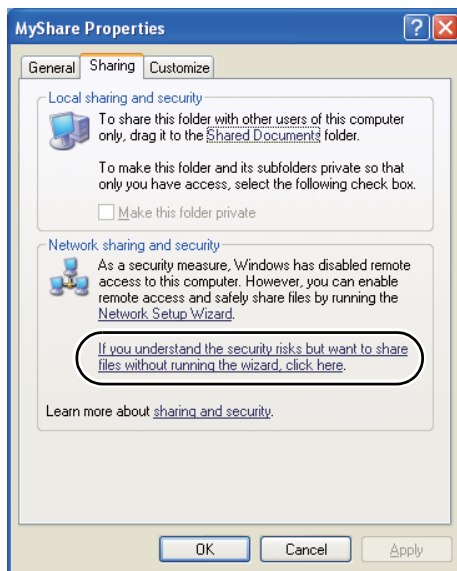 MyShare Properties
General Sharing Customize
Local sharing and security
To share this folder with other users of this computer
only, drag it to the Shared Documents folder.
To make this folder and its subfolders private so that
only you have access, select the following check box.
Make this folder private
Network sharing and security
As a security measure, Windows has disabled remote
access to this computer. However, you can enable
remote access and safely share files by running the
Network Setup Wizard.
If you understand the security risks but want to share
files without running the wizard, click here.
Learn more about sharing and security.
OK Cancel Apply